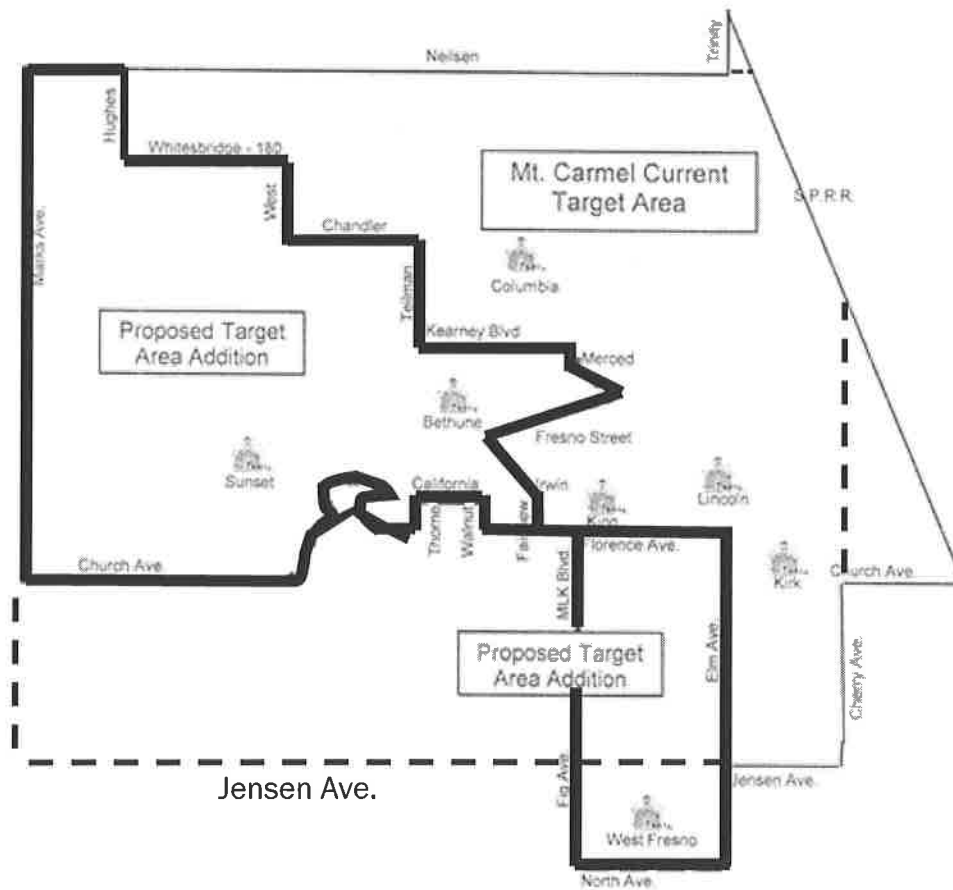 Trinity
Neilsen
Hughes
Whitesbridge - 180
Mt. Carmel Current
Target Area
S.P.R.R.
West
Chandler
Marks Ave.
Columbia
Teilman
Proposed Target
Area Addition
Kearney Blvd
Merced
Bethune
Fresno Street
Sunset
California
Irwin
Lincoln
King
Thorne
Walnut
Fairview
Florence Ave.
Church Ave.
Kirk
Church Ave.
MLK Blvd.
Proposed Target
Area Addition
Elm Ave.
Cherry Ave.
Jensen Ave.
Jensen Ave.
Fig Ave.
West Fresno
North Ave.